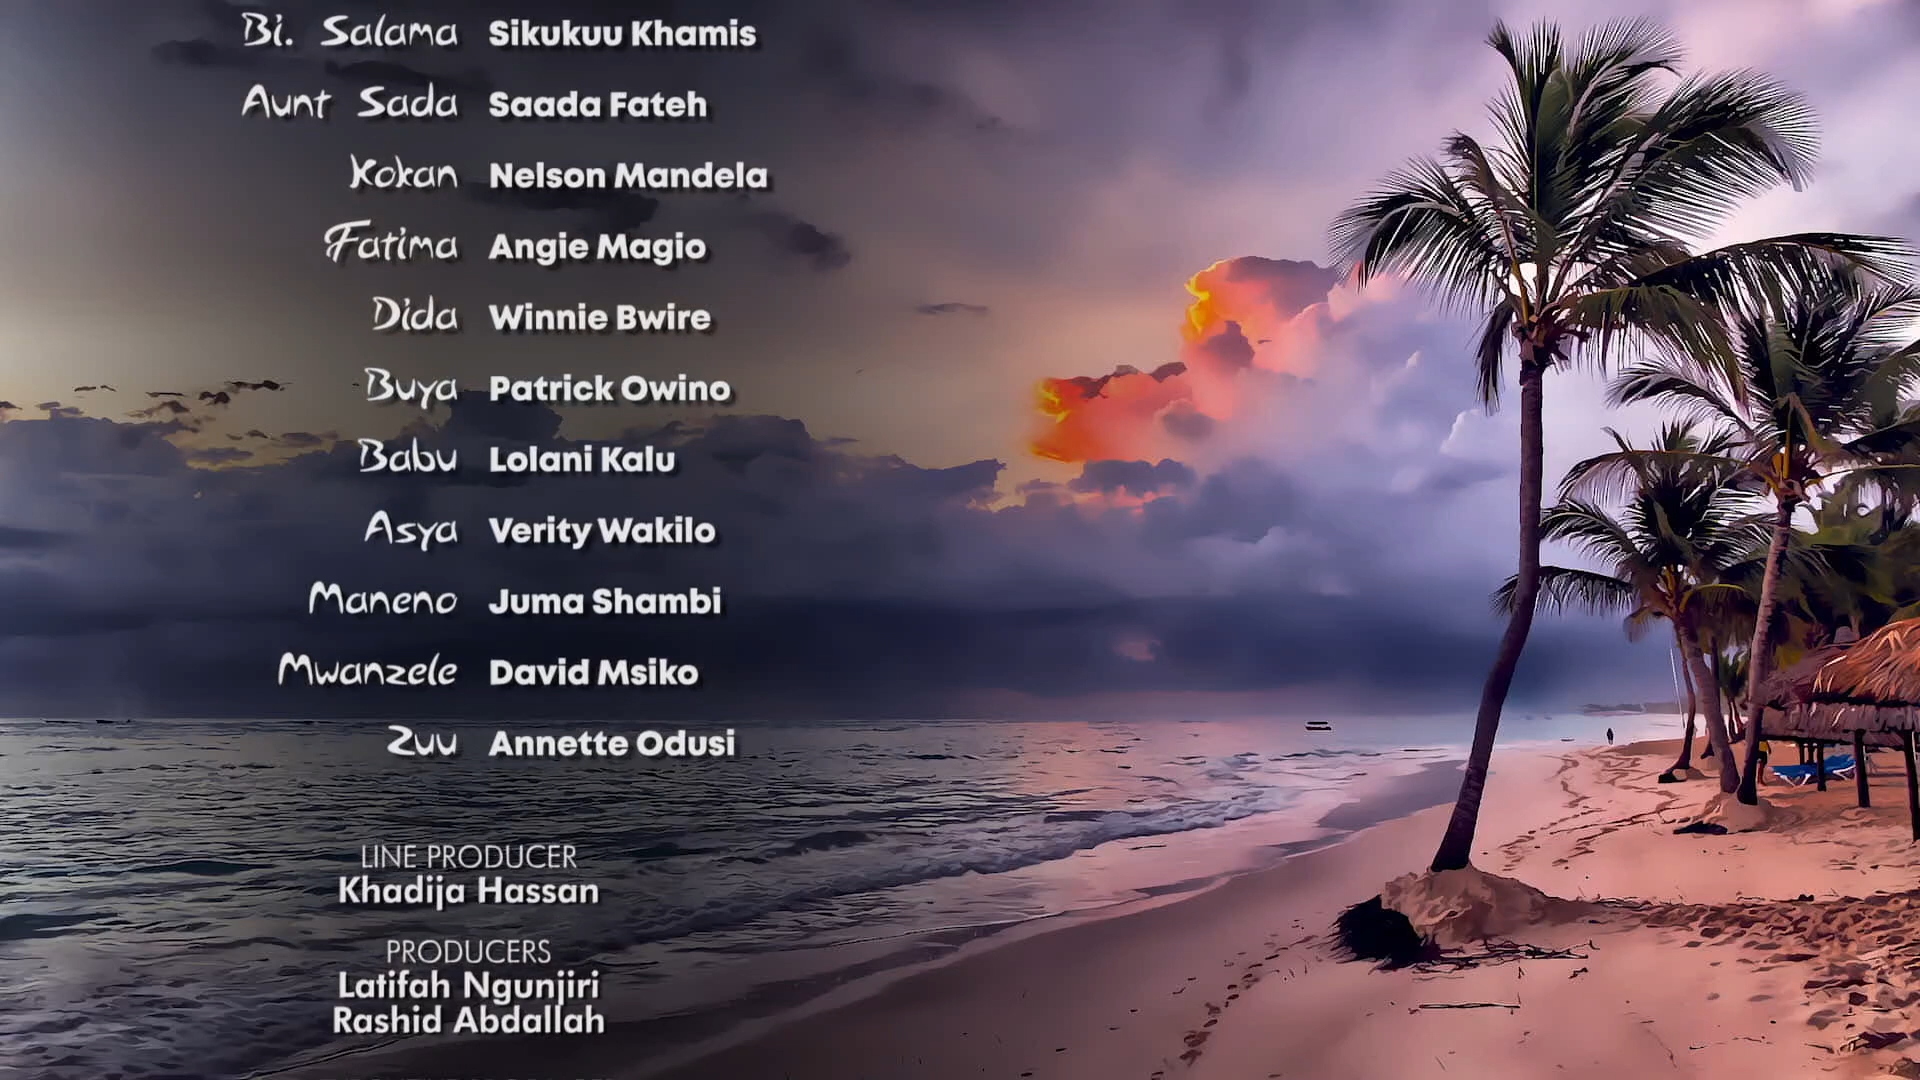 Bi. Salama Sikukuu Khamis
Aunt Sada Saada Fateh
Kokan Nelson Mandela
Fatima Angie Magio
Dida Winnie Bwire
Buya Patrick Owino
Babu Lolani Kalu
Asya Verity Wakilo
Maneno Juma Shambi
Mwanzele David Msiko
Zuu Annette Odusi
LINE PRODUCER
Khadija Hassan
PRODUCERS
Latifah Ngunjiri
Rashid Abdallah